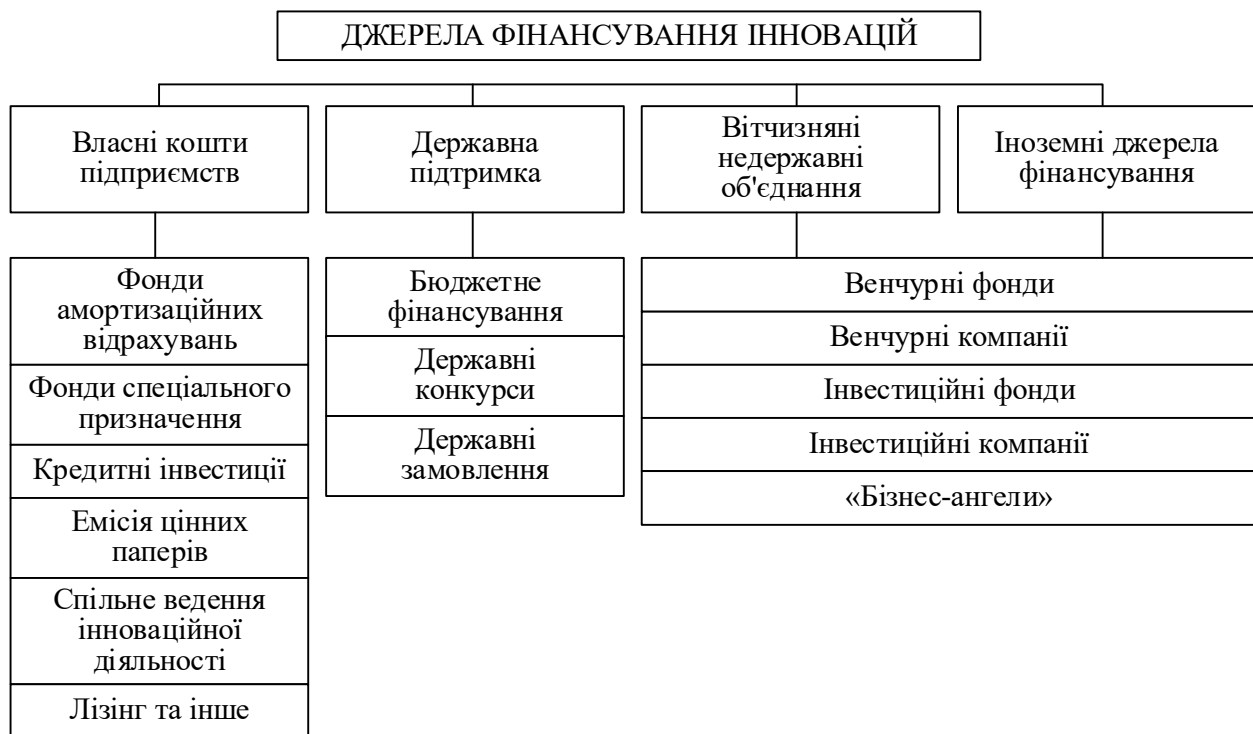 ДЖЕРЕЛА ФІНАНСУВАННЯ ІННОВАЦІЙ
Власні кошти
підприємств
Державна
підтримка
Вітчизняні
недержавні
об'єднання
Іноземні джерела
фінансування
Фонди
амортизаційних
відрахувань
Фонди спеціального
призначення
Кредитні інвестиції
Емісія цінних
паперів
Спільне ведення
інноваційної
діяльності
Лізінг та інше
Бюджетне
фінансування
Державні
конкурси
Державні
замовлення
Венчурні фонди
Венчурні компанії
Інвестиційні фонди
Інвестиційні компанії
«Бізнес-ангели»